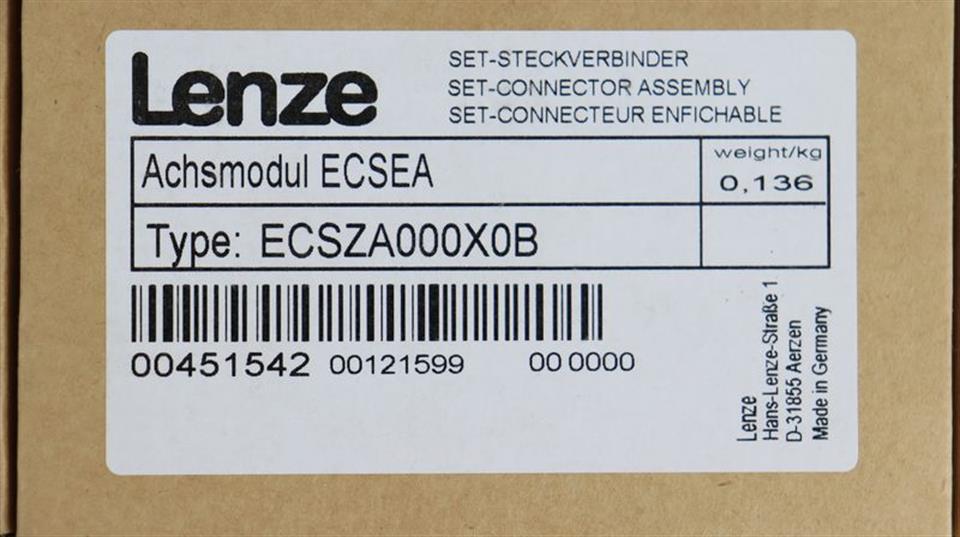 Lenze
SET-STECKVERBINDER
SET-CONNECTOR ASSEMBLY
SET-CONNECTEUR ENFICHABLE
Achsmodul ECSEA
weight/kg
0,136
Type: ECSZA000X0B
00451542 00121599 00 0000
Lenze
Hans-Lenze-Straße 1
D-31855 Aerzen
Made in Germany